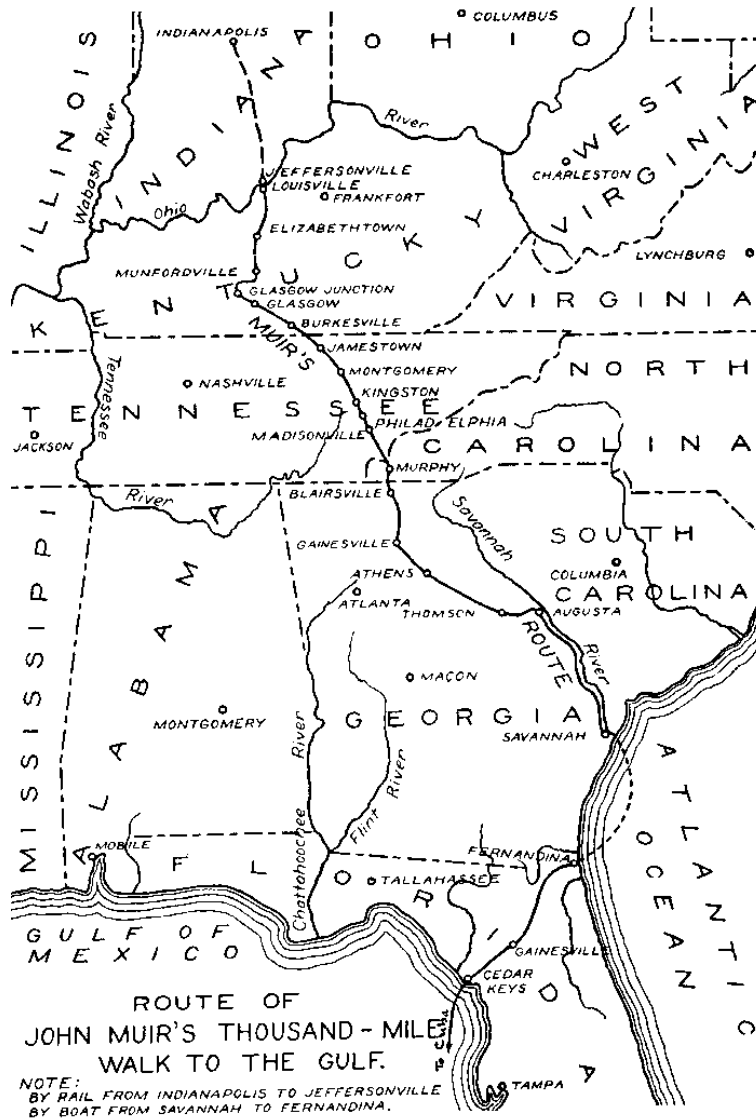 COLUMBUS
INDIANAPOLIS
OHIO
ILLINOIS
INDIANA
Wabash River
River
WEST VIRGINIA
CHARLESTON
JEFFERSONVILLE
LOUISVILLE
FRANKFORT
Ohio
ELIZABETHTOWN
LYNCHBURG
MUNFORDVILLE
GLASGOW JUNCTION
GLASGOW
KENTUCKY
VIRGINIA
BURKESVILLE
MUIR'S
JAMESTOWN
MONTGOMERY
NORTH
NASHVILLE
KINGSTON
Tennessee
TENNESSEE
PHILADELPHIA
MADISONVILLE
JACKSON
CAROLINA
MURPHY
River
BLAIRSVILLE
Savannah
SOUTH
GAINESVILLE
COLUMBIA
ATHENS
CAROLINA
ATLANTA
THOMSON
AUGUSTA
ROUTE
River
MISSISSIPPI
ALABAMA
MACON
MONTGOMERY
GEORGIA
SAVANNAH
Chattahoochee River
Flint River
ATLANTIC
OCEAN
MOBILE
FERNANDINA
FLORIDA
TALLAHASSEE
GULF OF
MEXICO
GAINESVILLE
CEDAR
KEYS
To Cuba
TAMPA
ROUTE OF
JOHN MUIR'S THOUSAND-MILE
WALK TO THE GULF.
NOTE:
BY RAIL FROM INDIANAPOLIS TO JEFFERSONVILLE
BY BOAT FROM SAVANNAH TO FERNANDINA.